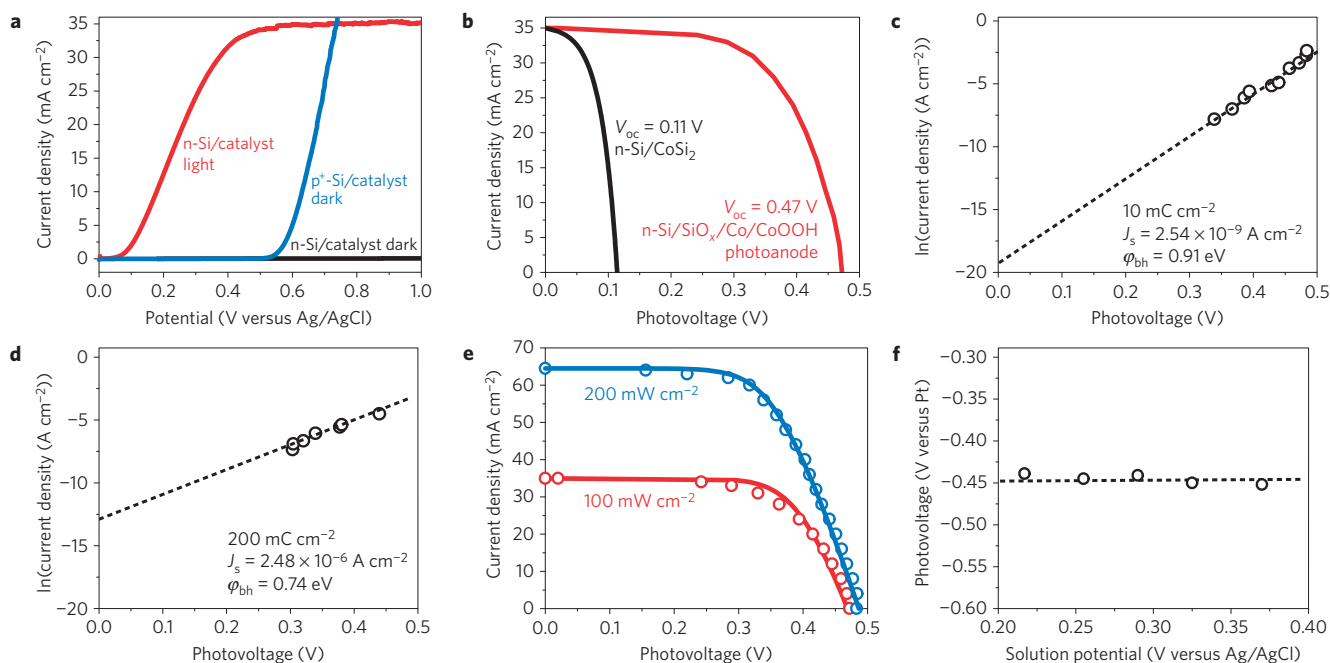 a
35
30
25
20
15
10
5
0
Current density (mA cm⁻²)
n-Si/catalyst
light
p⁺-Si/catalyst
dark
n-Si/catalyst dark
0.0 0.2 0.4 0.6 0.8 1.0
Potential (V versus Ag/AgCl)
b
35
30
25
20
15
10
5
0
Current density (mA cm⁻²)
Voc = 0.11 V
n-Si/CoSi₂
Voc = 0.47 V
n-Si/SiOₓ/Co/CoOOH
photoanode
0.0 0.1 0.2 0.3 0.4 0.5
Photovoltage (V)
c
0
−5
−10
−15
−20
ln(current density (A cm⁻²))
10 mC cm⁻²
Jₛ = 2.54 × 10⁻⁹ A cm⁻²
φbh = 0.91 eV
0.0 0.1 0.2 0.3 0.4 0.5
Photovoltage (V)
d
0
−5
−10
−15
−20
ln(current density (A cm⁻²))
200 mC cm⁻²
Jₛ = 2.48 × 10⁻⁶ A cm⁻²
φbh = 0.74 eV
0.0 0.1 0.2 0.3 0.4 0.5
Photovoltage (V)
e
70
60
50
40
30
20
10
0
Current density (mA cm⁻²)
200 mW cm⁻²
100 mW cm⁻²
0.0 0.1 0.2 0.3 0.4 0.5
Photovoltage (V)
f
−0.30
−0.35
−0.40
−0.45
−0.50
−0.55
−0.60
Photovoltage (V versus Pt)
0.20 0.25 0.30 0.35 0.40
Solution potential (V versus Ag/AgCl)